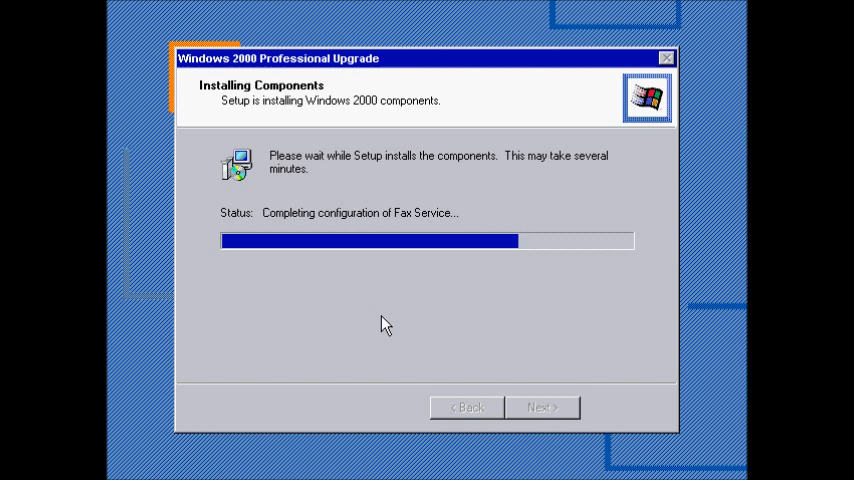 Windows 2000 Professional Upgrade
Installing Components
Setup is installing Windows 2000 components.
Please wait while Setup installs the components.  This may take several
minutes.
Status:  Completing configuration of Fax Service...
< Back
Next >